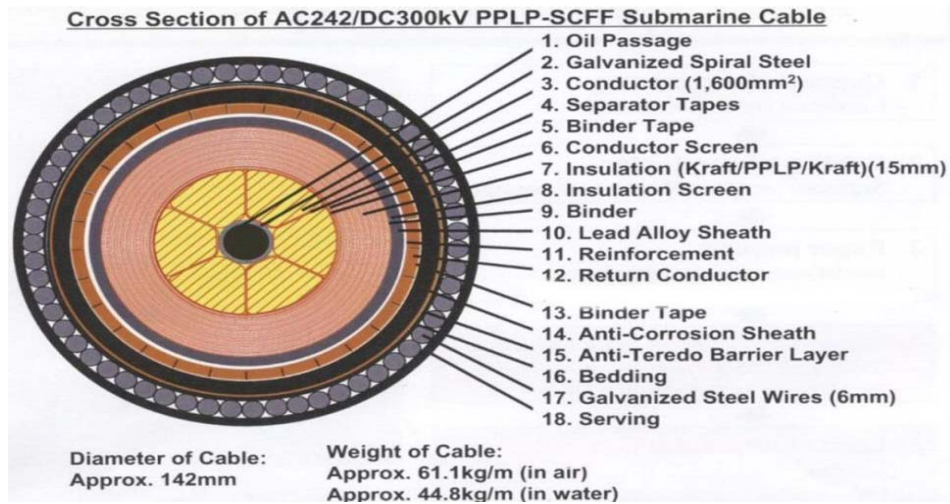 Cross Section of AC242/DC300kV PPLP-SCFF Submarine Cable
1. Oil Passage
2. Galvanized Spiral Steel
3. Conductor (1,600mm²)
4. Separator Tapes
5. Binder Tape
6. Conductor Screen
7. Insulation (Kraft/PPLP/Kraft)(15mm)
8. Insulation Screen
9. Binder
10. Lead Alloy Sheath
11. Reinforcement
12. Return Conductor
13. Binder Tape
14. Anti-Corrosion Sheath
15. Anti-Teredo Barrier Layer
16. Bedding
17. Galvanized Steel Wires (6mm)
18. Serving
Diameter of Cable:
Approx. 142mm
Weight of Cable:
Approx. 61.1kg/m (in air)
Approx. 44.8kg/m (in water)